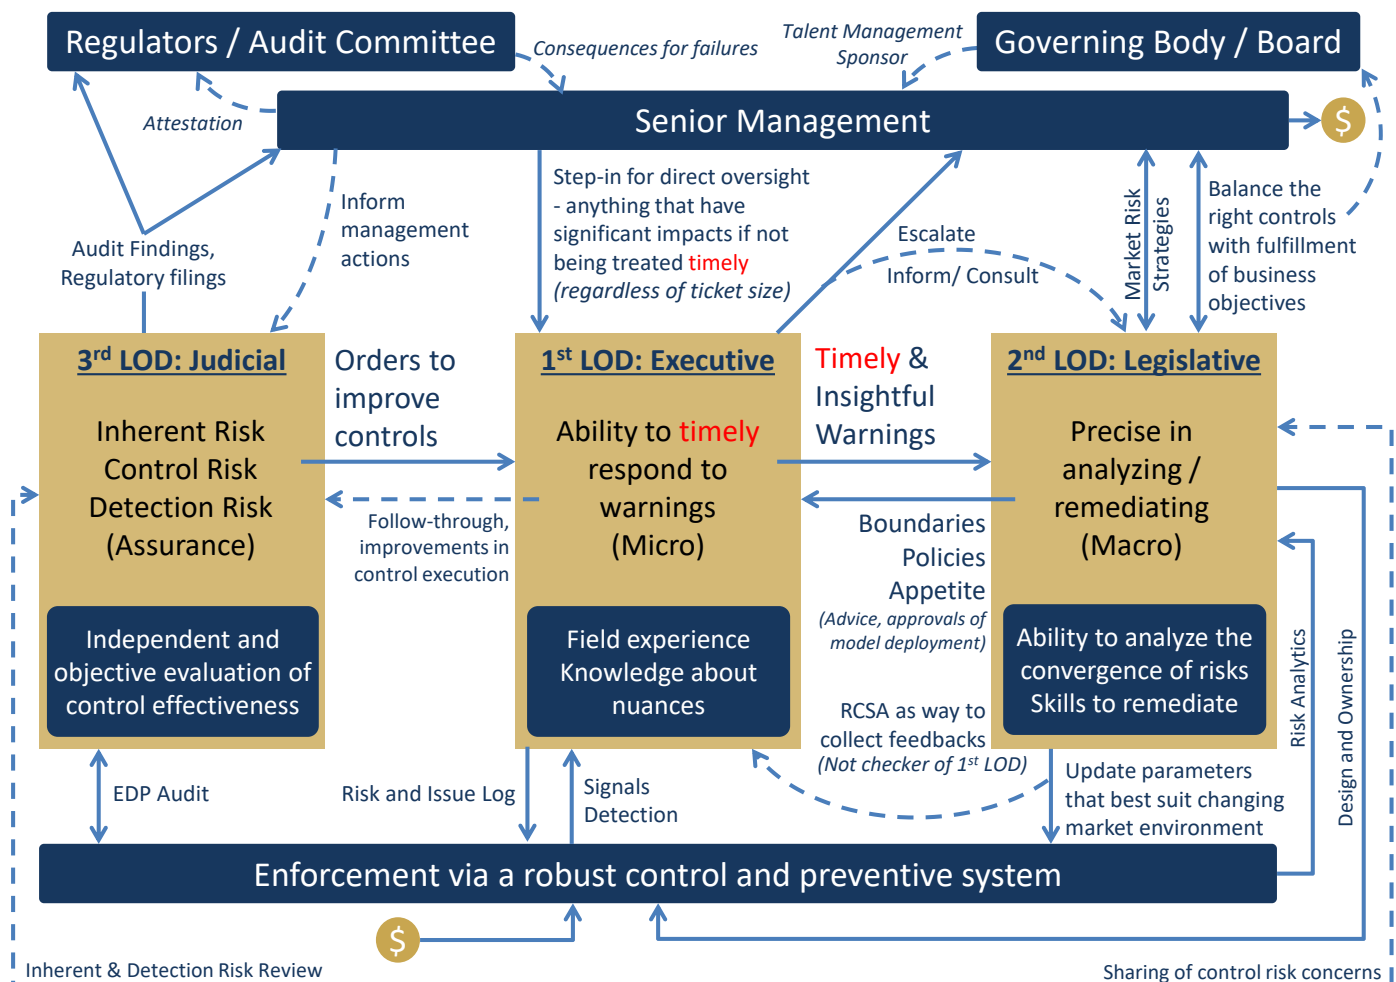 Regulators / Audit Committee
Consequences for failures
Talent Management
Sponsor
Governing Body / Board
Attestation
Senior Management
$
Audit Findings,
Regulatory filings
Inform
management
actions
Step-in for direct oversight
- anything that have
significant impacts if not
being treated timely
(regardless of ticket size)
Escalate
Inform/ Consult
Market Risk
Strategies
Balance the
right controls
with fulfillment
of business
objectives
3rd LOD: Judicial
Inherent Risk
Control Risk
Detection Risk
(Assurance)
Independent and
objective evaluation of
control effectiveness
Orders to
improve
controls
Follow-through,
improvements in
control execution
1st LOD: Executive
Ability to timely
respond to
warnings
(Micro)
Field experience
Knowledge about
nuances
Timely &
Insightful
Warnings
Boundaries
Policies
Appetite
(Advice, approvals of
model deployment)
2nd LOD: Legislative
Precise in
analyzing /
remediating
(Macro)
Ability to analyze the
convergence of risks
Skills to remediate
RCSA as way to
collect feedbacks
(Not checker of 1st LOD)
Risk Analytics
Design and Ownership
EDP Audit
Risk and Issue Log
Signals
Detection
Update parameters
that best suit changing
market environment
Enforcement via a robust control and preventive system
$
Inherent & Detection Risk Review
Sharing of control risk concerns